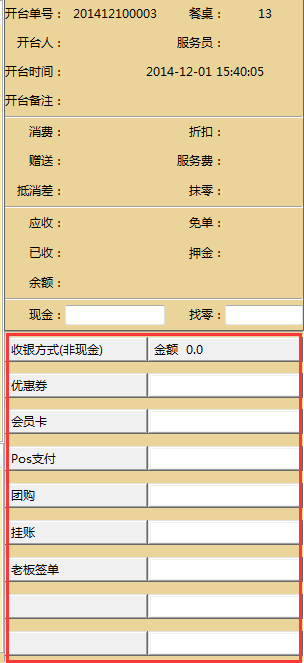 开台单号： 201412100003 餐桌： 13
开台人： 服务员：
开台时间： 2014-12-01 15:40:05
开台备注：
消费： 折扣：
赠送： 服务费：
抵消差： 抹零：
应收： 免单：
已收： 押金：
余额：
现金： 找零：
收银方式(非现金) 金额 0.0
优惠券
会员卡
Pos支付
团购
挂账
老板签单